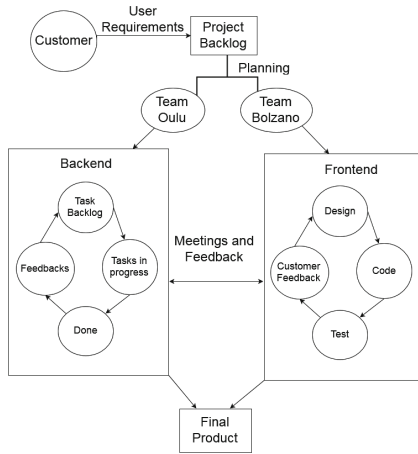 User
Requirements
Customer
Project
Backlog
Planning
Team
Oulu
Team
Bolzano
Backend
Task
Backlog
Feedbacks
Tasks in
progress
Done
Meetings and
Feedback
Frontend
Design
Customer
Feedback
Code
Test
Final
Product